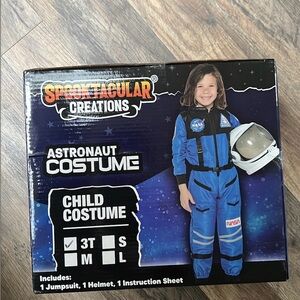 SPOOKTACULAR
CREATIONS
ASTRONAUT
COSTUME
CHILD
COSTUME
3T S
M L
Includes:
1 Jumpsuit, 1 Helmet, 1 Instruction Sheet